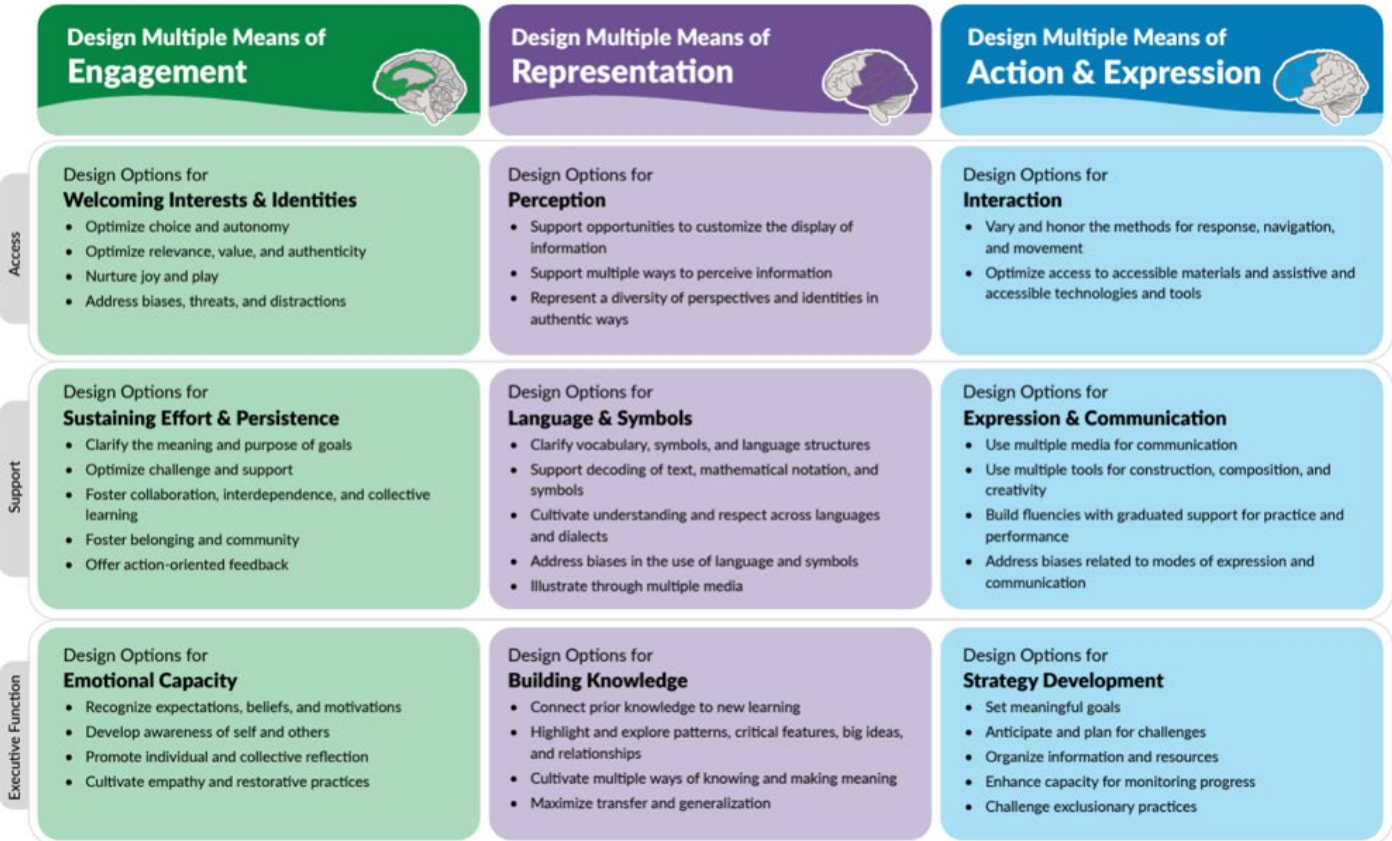 Design Multiple Means of
Engagement
Design Multiple Means of
Representation
Design Multiple Means of
Action & Expression
Access
Design Options for
Welcoming Interests & Identities
• Optimize choice and autonomy
• Optimize relevance, value, and authenticity
• Nurture joy and play
• Address biases, threats, and distractions
Design Options for
Perception
• Support opportunities to customize the display of
information
• Support multiple ways to perceive information
• Represent a diversity of perspectives and identities in
authentic ways
Design Options for
Interaction
• Vary and honor the methods for response, navigation,
and movement
• Optimize access to accessible materials and assistive and
accessible technologies and tools
Support
Design Options for
Sustaining Effort & Persistence
• Clarify the meaning and purpose of goals
• Optimize challenge and support
• Foster collaboration, interdependence, and collective
learning
• Foster belonging and community
• Offer action-oriented feedback
Design Options for
Language & Symbols
• Clarify vocabulary, symbols, and language structures
• Support decoding of text, mathematical notation, and
symbols
• Cultivate understanding and respect across languages
and dialects
• Address biases in the use of language and symbols
• Illustrate through multiple media
Design Options for
Expression & Communication
• Use multiple media for communication
• Use multiple tools for construction, composition, and
creativity
• Build fluencies with graduated support for practice and
performance
• Address biases related to modes of expression and
communication
Executive Function
Design Options for
Emotional Capacity
• Recognize expectations, beliefs, and motivations
• Develop awareness of self and others
• Promote individual and collective reflection
• Cultivate empathy and restorative practices
Design Options for
Building Knowledge
• Connect prior knowledge to new learning
• Highlight and explore patterns, critical features, big ideas,
and relationships
• Cultivate multiple ways of knowing and making meaning
• Maximize transfer and generalization
Design Options for
Strategy Development
• Set meaningful goals
• Anticipate and plan for challenges
• Organize information and resources
• Enhance capacity for monitoring progress
• Challenge exclusionary practices